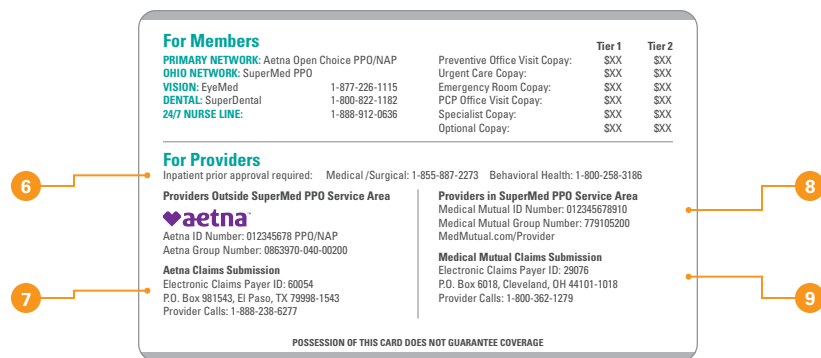 For Members
Tier 1 Tier 2
PRIMARY NETWORK: Aetna Open Choice PPO/NAP
OHIO NETWORK: SuperMed PPO
VISION: EyeMed 1-877-226-1115
DENTAL: SuperDental 1-800-822-1182
24/7 NURSE LINE: 1-888-912-0636
Preventive Office Visit Copay: $XX $XX
Urgent Care Copay: $XX $XX
Emergency Room Copay: $XX $XX
PCP Office Visit Copay: $XX $XX
Specialist Copay: $XX $XX
Optional Copay: $XX $XX
For Providers
6
Inpatient prior approval required: Medical /Surgical: 1-855-887-2273 Behavioral Health: 1-800-258-3186
Providers Outside SuperMed PPO Service Area
aetna™
Aetna ID Number: 012345678 PPO/NAP
Aetna Group Number: 0863970-040-00200
Aetna Claims Submission
7
Electronic Claims Payer ID: 60054
P.O. Box 981543, El Paso, TX 79998-1543
Provider Calls: 1-888-238-6277
Providers in SuperMed PPO Service Area
8
Medical Mutual ID Number: 012345678910
Medical Mutual Group Number: 779105200
MedMutual.com/Provider
Medical Mutual Claims Submission
9
Electronic Claims Payer ID: 29076
P.O. Box 6018, Cleveland, OH 44101-1018
Provider Calls: 1-800-362-1279
POSSESSION OF THIS CARD DOES NOT GUARANTEE COVERAGE